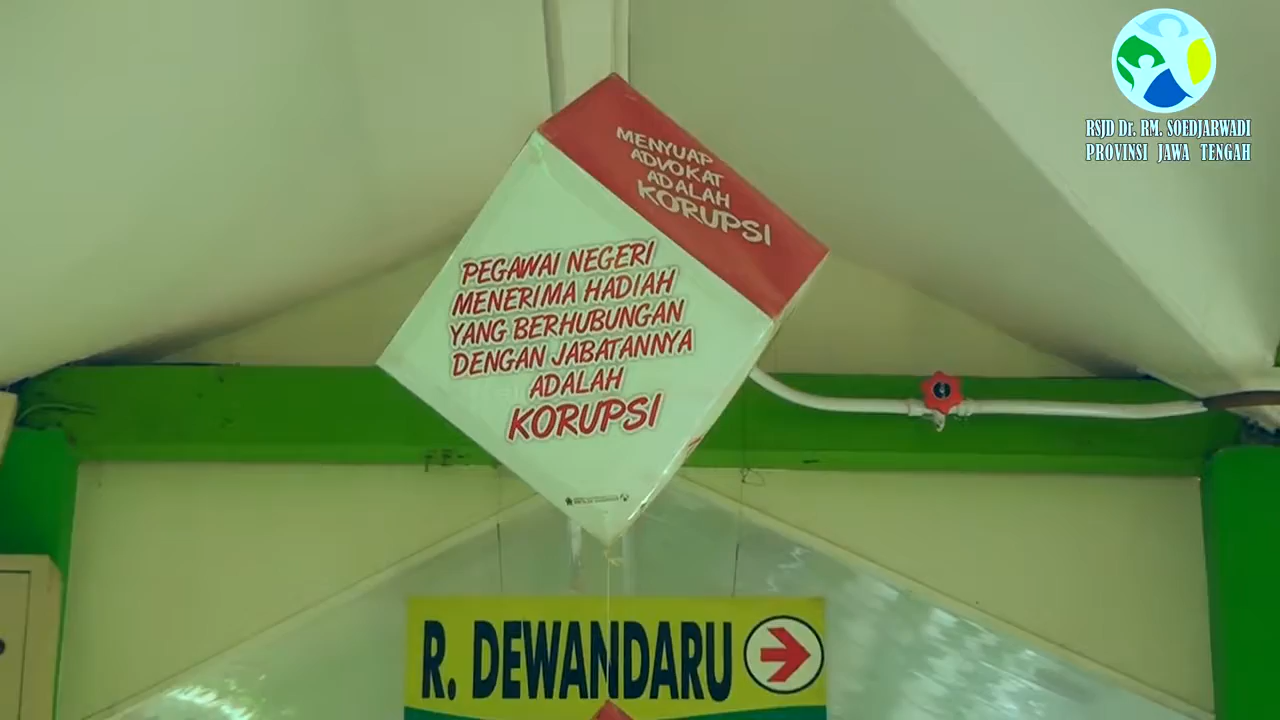 RSJD Dr. RM. SOEDJARWADI
PROVINSI JAWA TENGAH
MENYUAP
ADVOKAT
ADALAH
KORUPSI
PEGAWAI NEGERI
MENERIMA HADIAH
YANG BERHUBUNGAN
DENGAN JABATANNYA
ADALAH
KORUPSI
R. DEWANDARU